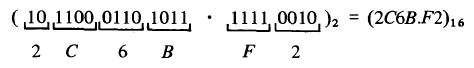 ( 10 1100 0110 1011 · 1111 0010 )₂ = (2C6B.F2)₁₆
2 C 6 B F 2